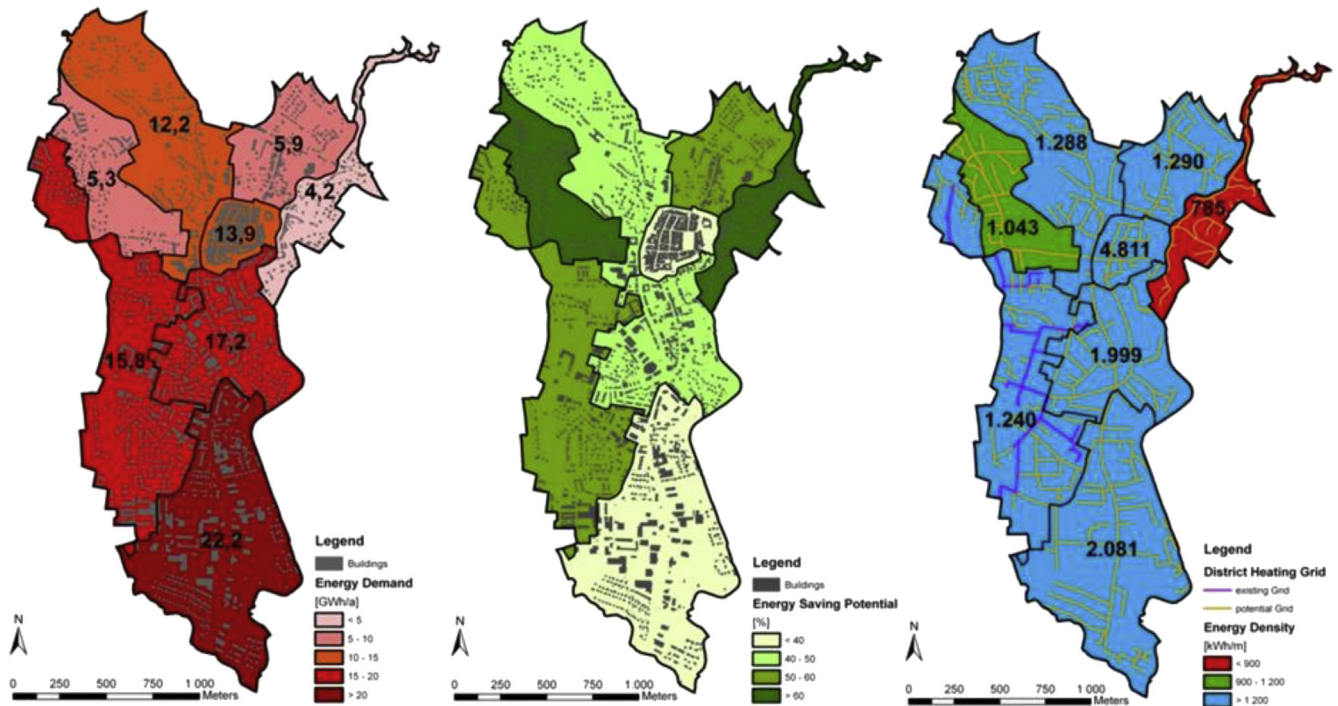 12,2
5,9
5,3
4,2
13,9
17,2
15,8
22,2
Legend
Buildings
Energy Demand
[GWh/a]
< 5
5 - 10
10 - 15
15 - 20
> 20
N
0 250 500 750 1 000
Meters
Legend
Buildings
Energy Saving Potential
[%]
< 40
40 - 50
50 - 60
> 60
N
0 250 500 750 1 000
Meters
1.288
1.290
785
1.043
4.811
1.999
1.240
2.081
Legend
District Heating Grid
existing Grid
potential Grid
Energy Density
[kWh/m]
< 900
900 - 1 200
> 1 200
N
0 250 500 750 1 000
Meters